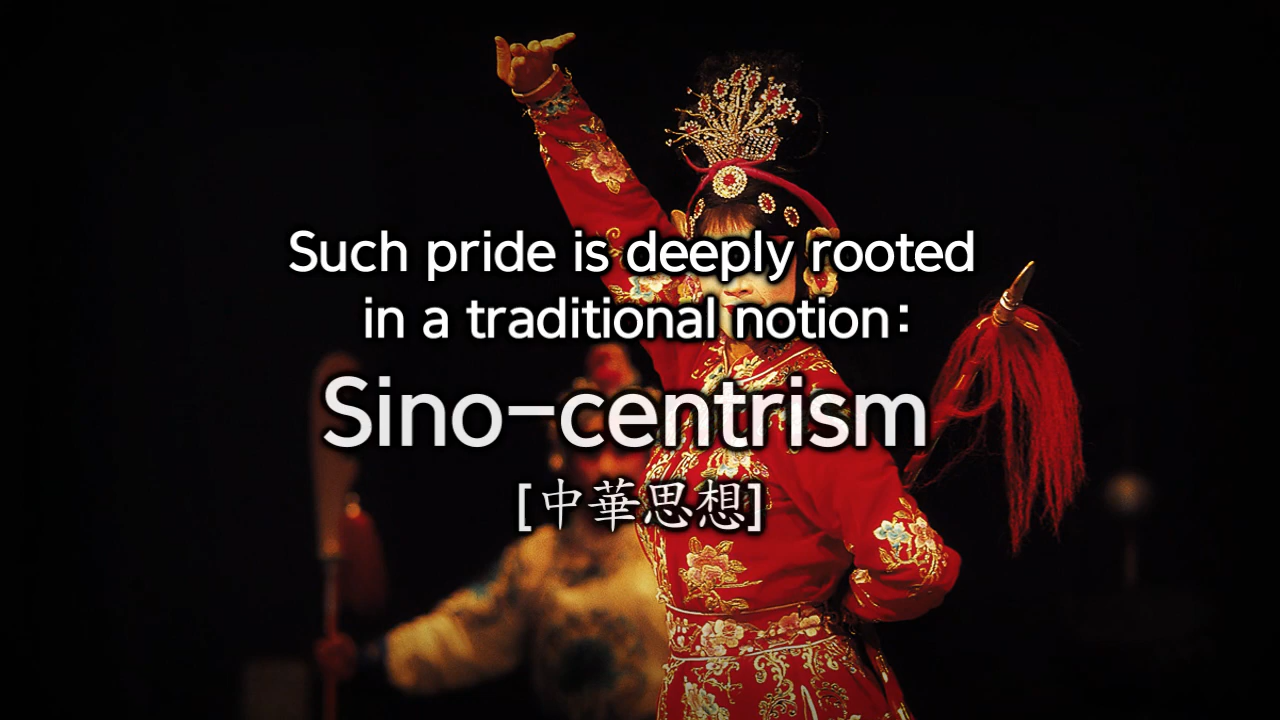 Such pride is deeply rooted
in a traditional notion:
Sino-centrism
[中華思想]